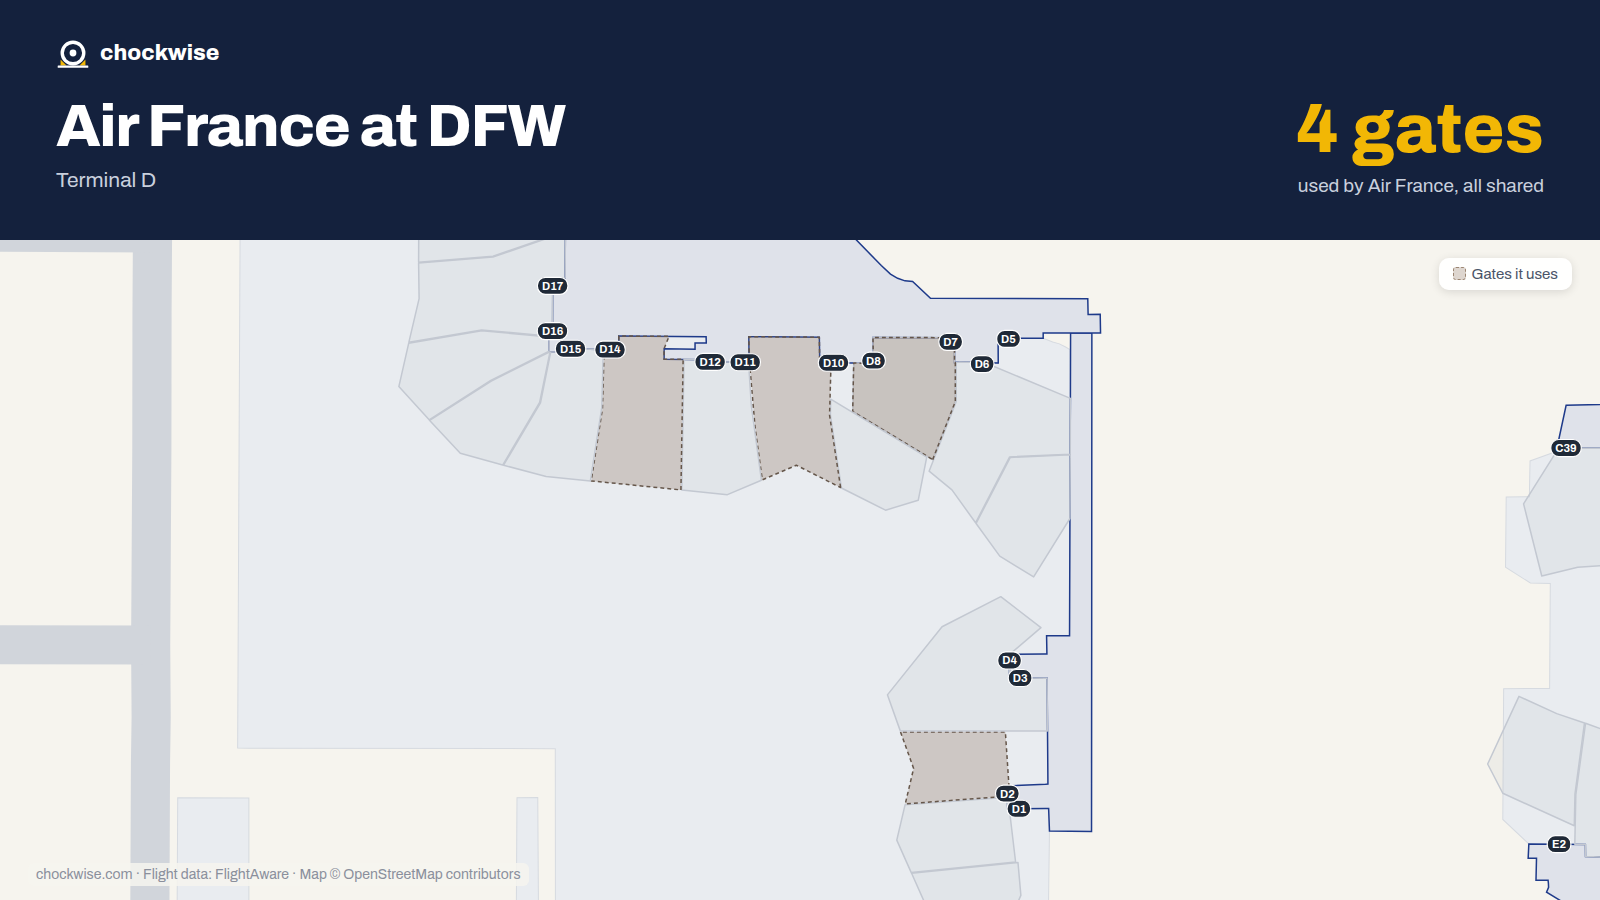 chockwise
Air France at DFW
Terminal D
4 gates
used by Air France, all shared
Gates it uses
D17
D16
D15
D14
D12
D11
D10
D8
D7
D6
D5
C39
D4
D3
D2
D1
E2
chockwise.com · Flight data: FlightAware · Map © OpenStreetMap contributors